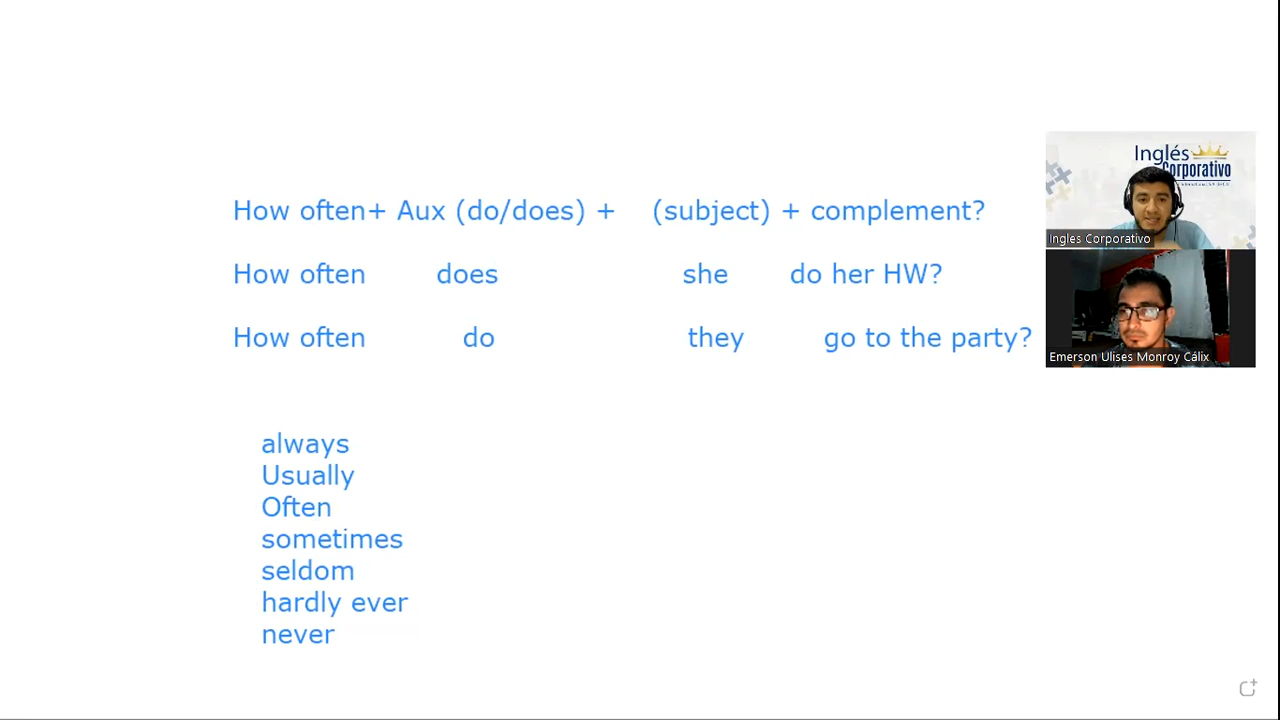 How often+ Aux (do/does) + (subject) + complement?
How often does she do her HW?
How often do they go to the party?
always
Usually
Often
sometimes
seldom
hardly ever
never
Inglés
Corporativo
Ingles Corporativo
Emerson Ulises Monroy Cálix